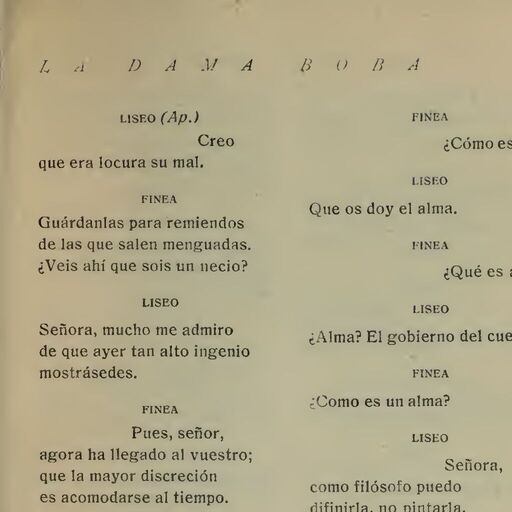 LA DAMA BOBA
LISEO (Ap.)
Creo
que era locura su mal.
FINEA
Guárdanlas para remiendos
de las que salen menguadas.
¿Veis ahí que sois un necio?
LISEO
Señora, mucho me admiro
de que ayer tan alto ingenio
mostrásedes.
FINEA
Pues, señor,
agora ha llegado al vuestro;
que la mayor discreción
es acomodarse al tiempo.
FINEA
¿Cómo es
LISEO
Que os doy el alma.
FINEA
¿Qué es
LISEO
¿Alma? El gobierno del
FINEA
¿Como es un alma?
LISEO
Señora,
como filósofo puedo
difinirla, no pintarla.